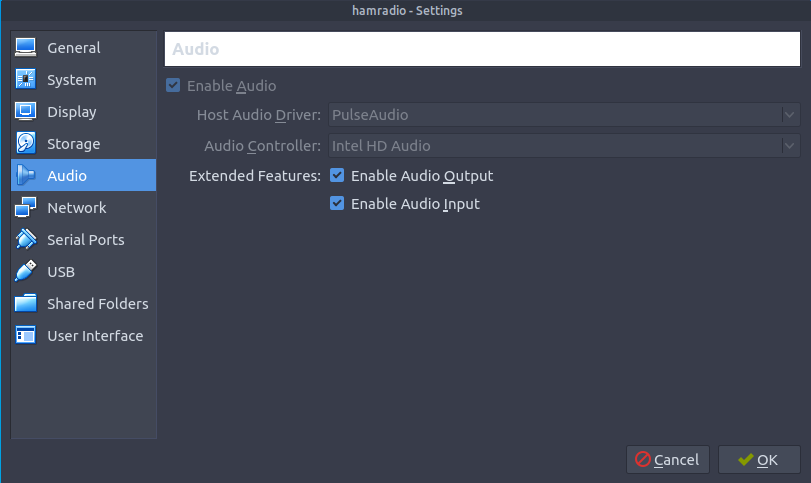 hamradio - Settings
General
System
Display
Storage
Audio
Network
Serial Ports
USB
Shared Folders
User Interface
Audio
Enable Audio
Host Audio Driver: PulseAudio
Audio Controller: Intel HD Audio
Extended Features: Enable Audio Output
Enable Audio Input
Cancel OK